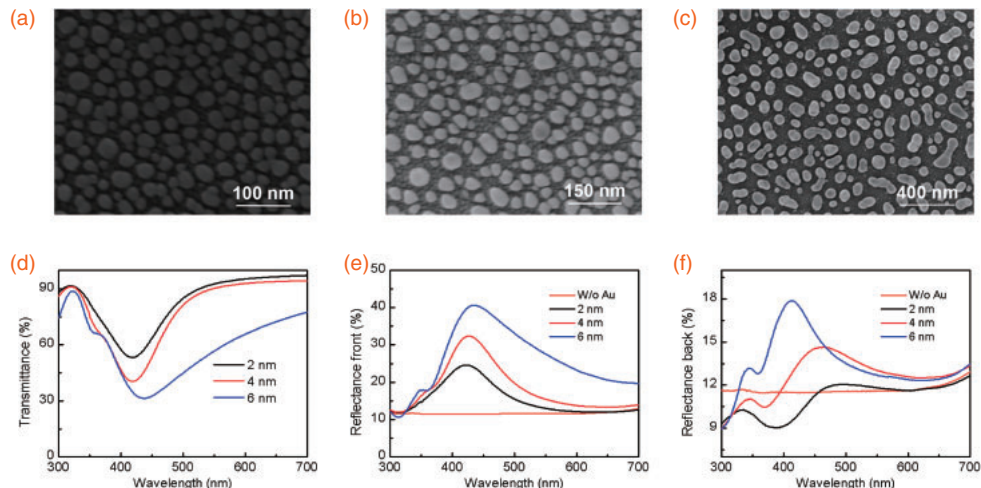 (a)
(b)
(c)
100 nm
150 nm
400 nm
(d)
(e)
(f)
90
60
30
0
Transmittance (%)
2 nm
4 nm
6 nm
300 400 500 600 700
Wavelength (nm)
50
40
30
20
10
0
Reflectance front (%)
W/o Au
2 nm
4 nm
6 nm
300 400 500 600 700
Wavelength (nm)
18
15
12
9
6
Reflectance back (%)
W/o Au
2 nm
4 nm
6 nm
300 400 500 600 700
Wavelength (nm)